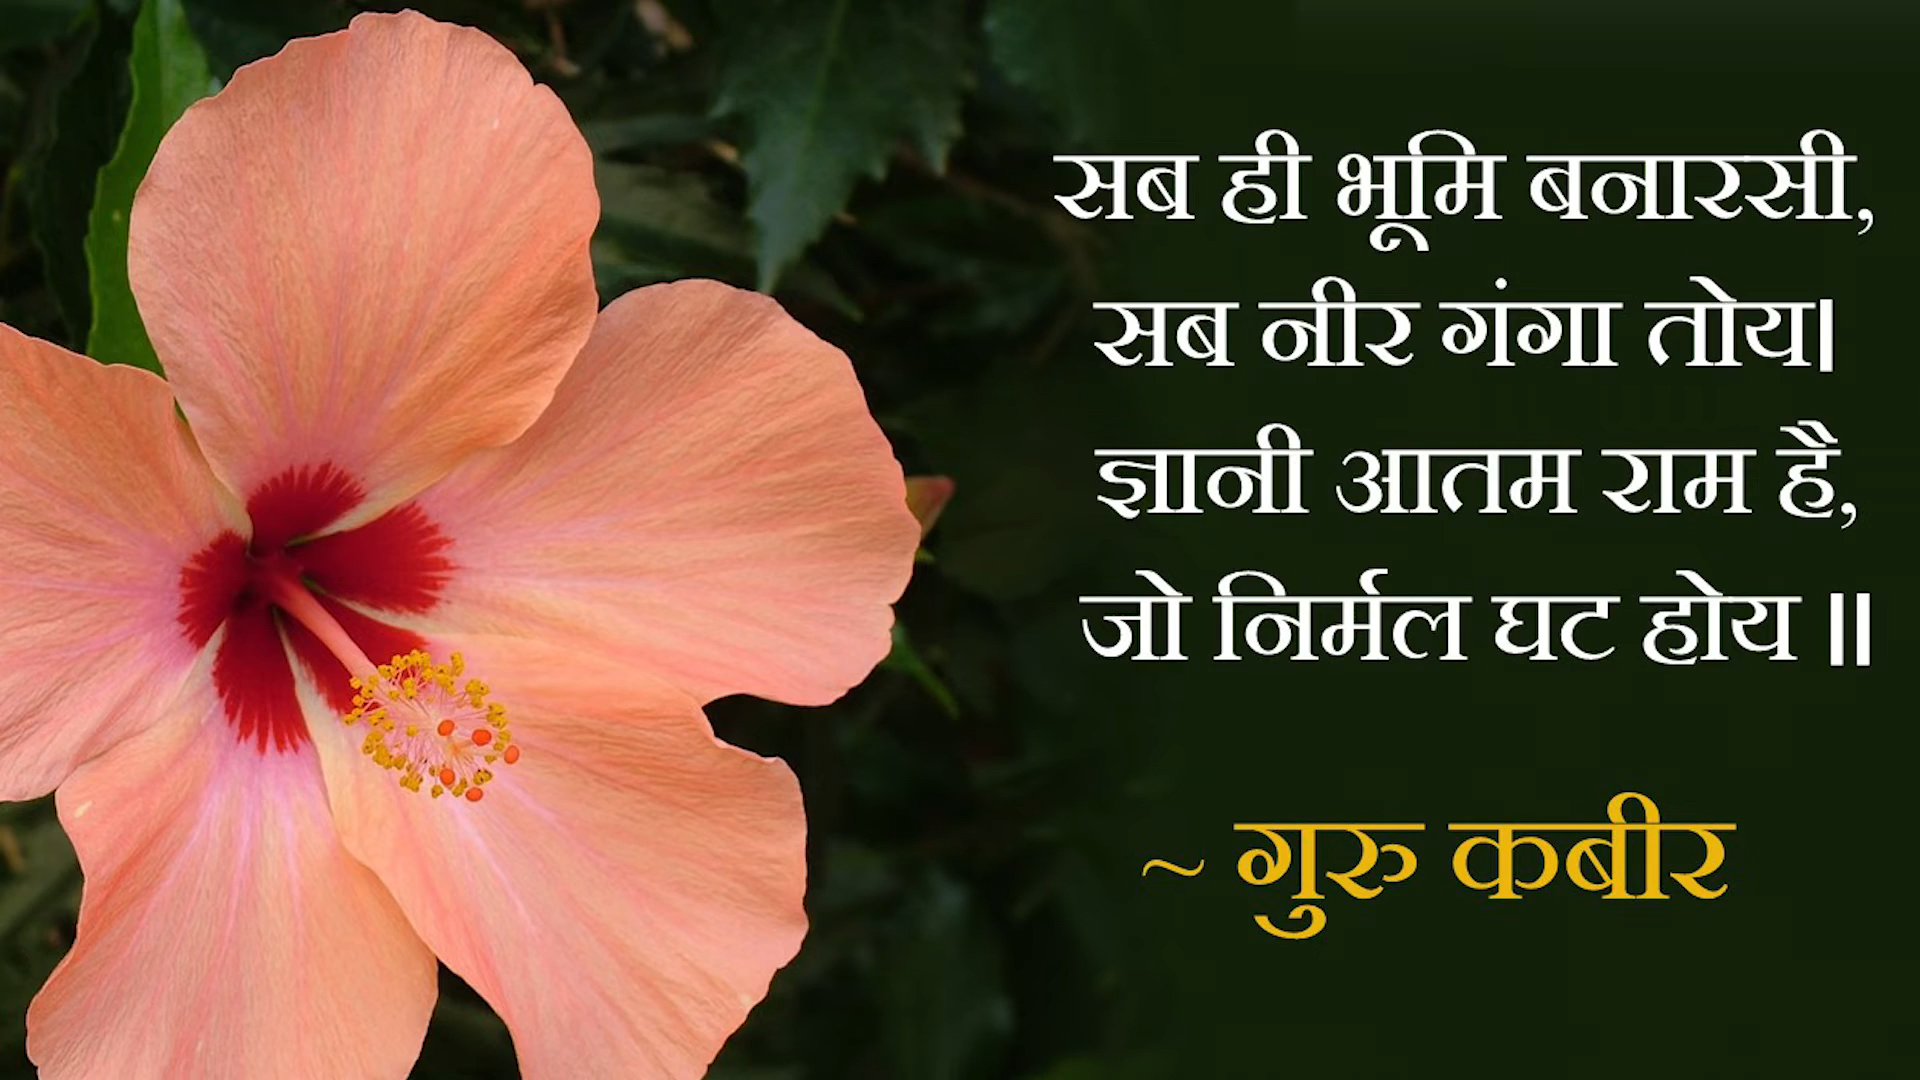 सब ही भूमि बनारसी,
सब नीर गंगा तोय।
ज्ञानी आतम राम है,
जो निर्मल घट होय ॥
~ गुरु कबीर